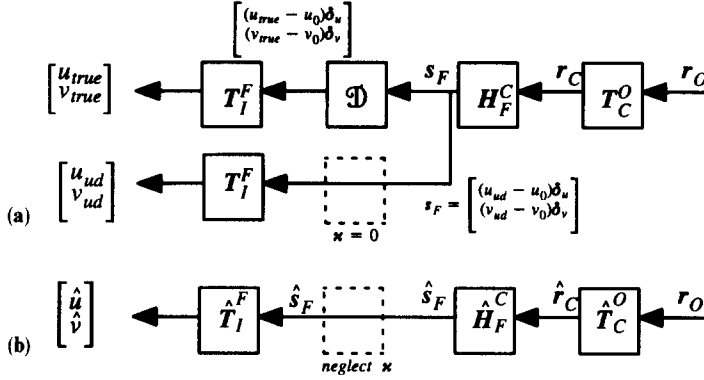 [(u_true − u_0)δ_u
(v_true − v_0)δ_v]
[u_true
v_true]
T_I^F
𝔇
s_F
H_F^C
r_C
T_C^O
r_O
[u_ud
v_ud]
T_I^F
(a)
ϰ = 0
s_F = [(u_ud − u_0)δ_u
(v_ud − v_0)δ_v]
[û
v̂]
T̂_I^F
ŝ_F
ŝ_F
Ĥ_F^C
r̂_C
T̂_C^O
r_O
(b)
neglect ϰ